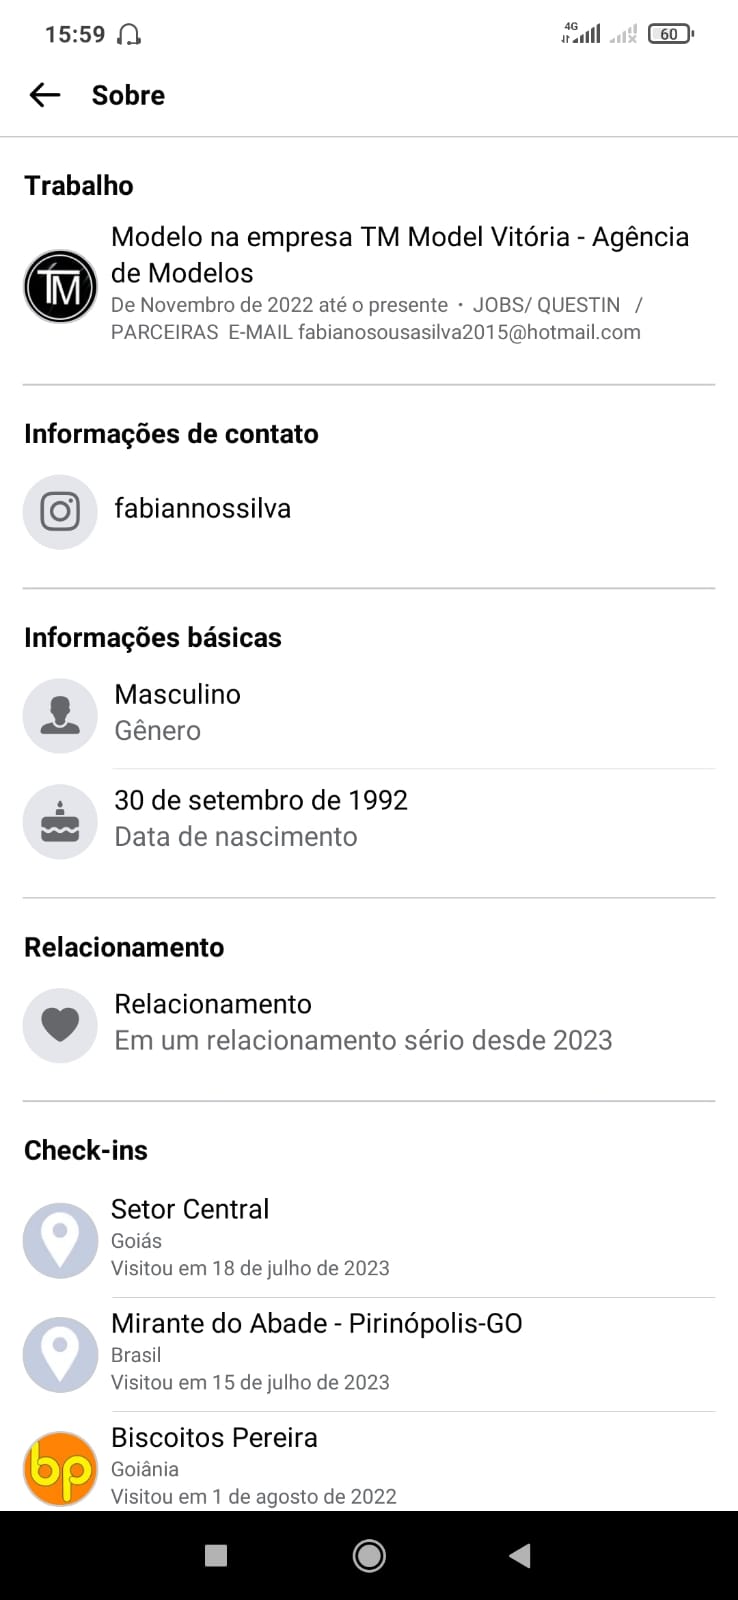 15:59
4G
60
Sobre
Trabalho
TM
Modelo na empresa TM Model Vitória - Agência
de Modelos
De Novembro de 2022 até o presente · JOBS/ QUESTIN /
PARCEIRAS E-MAIL fabianosousasilva2015@hotmail.com
Informações de contato
fabiannossilva
Informações básicas
Masculino
Gênero
30 de setembro de 1992
Data de nascimento
Relacionamento
Relacionamento
Em um relacionamento sério desde 2023
Check-ins
Setor Central
Goiás
Visitou em 18 de julho de 2023
Mirante do Abade - Pirinópolis-GO
Brasil
Visitou em 15 de julho de 2023
bp
Biscoitos Pereira
Goiânia
Visitou em 1 de agosto de 2022